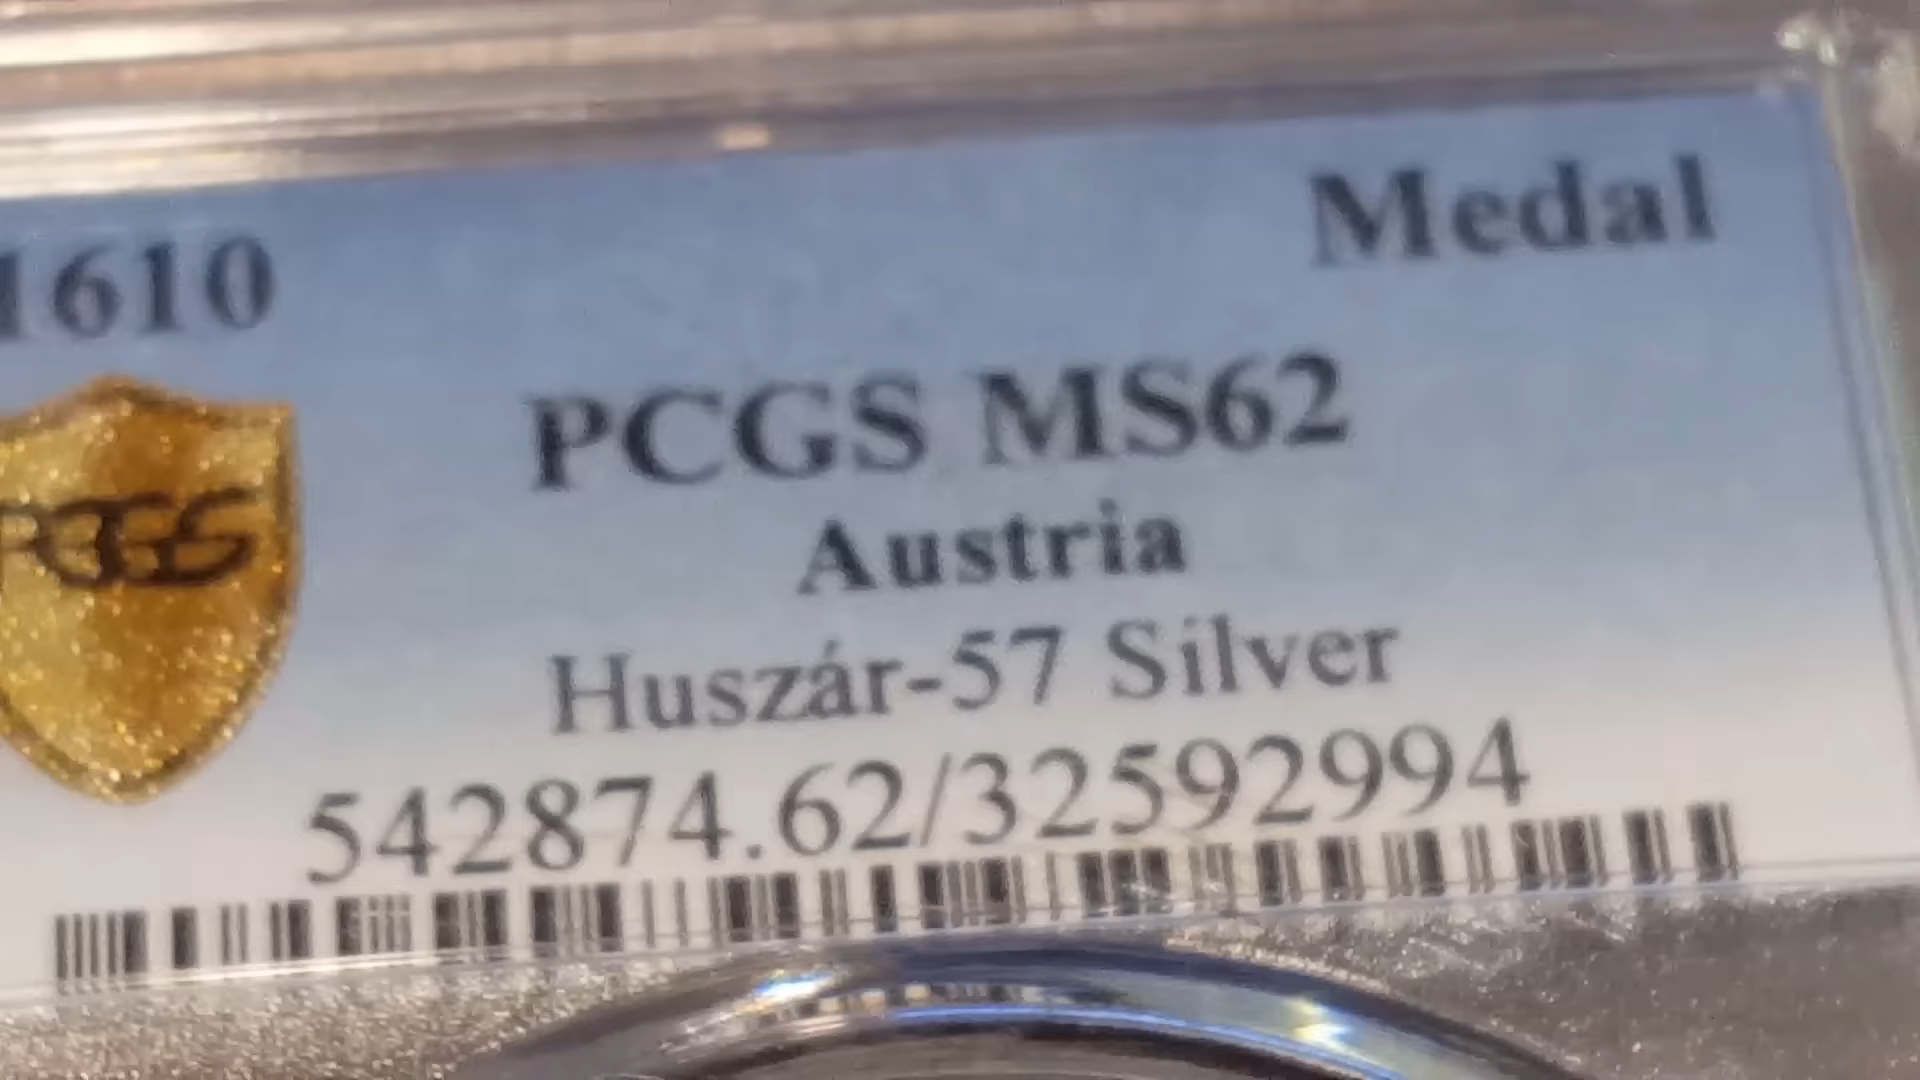 1610 Medal
PCGS
PCGS MS62
Austria
Huszár-57 Silver
542874.62/32592994